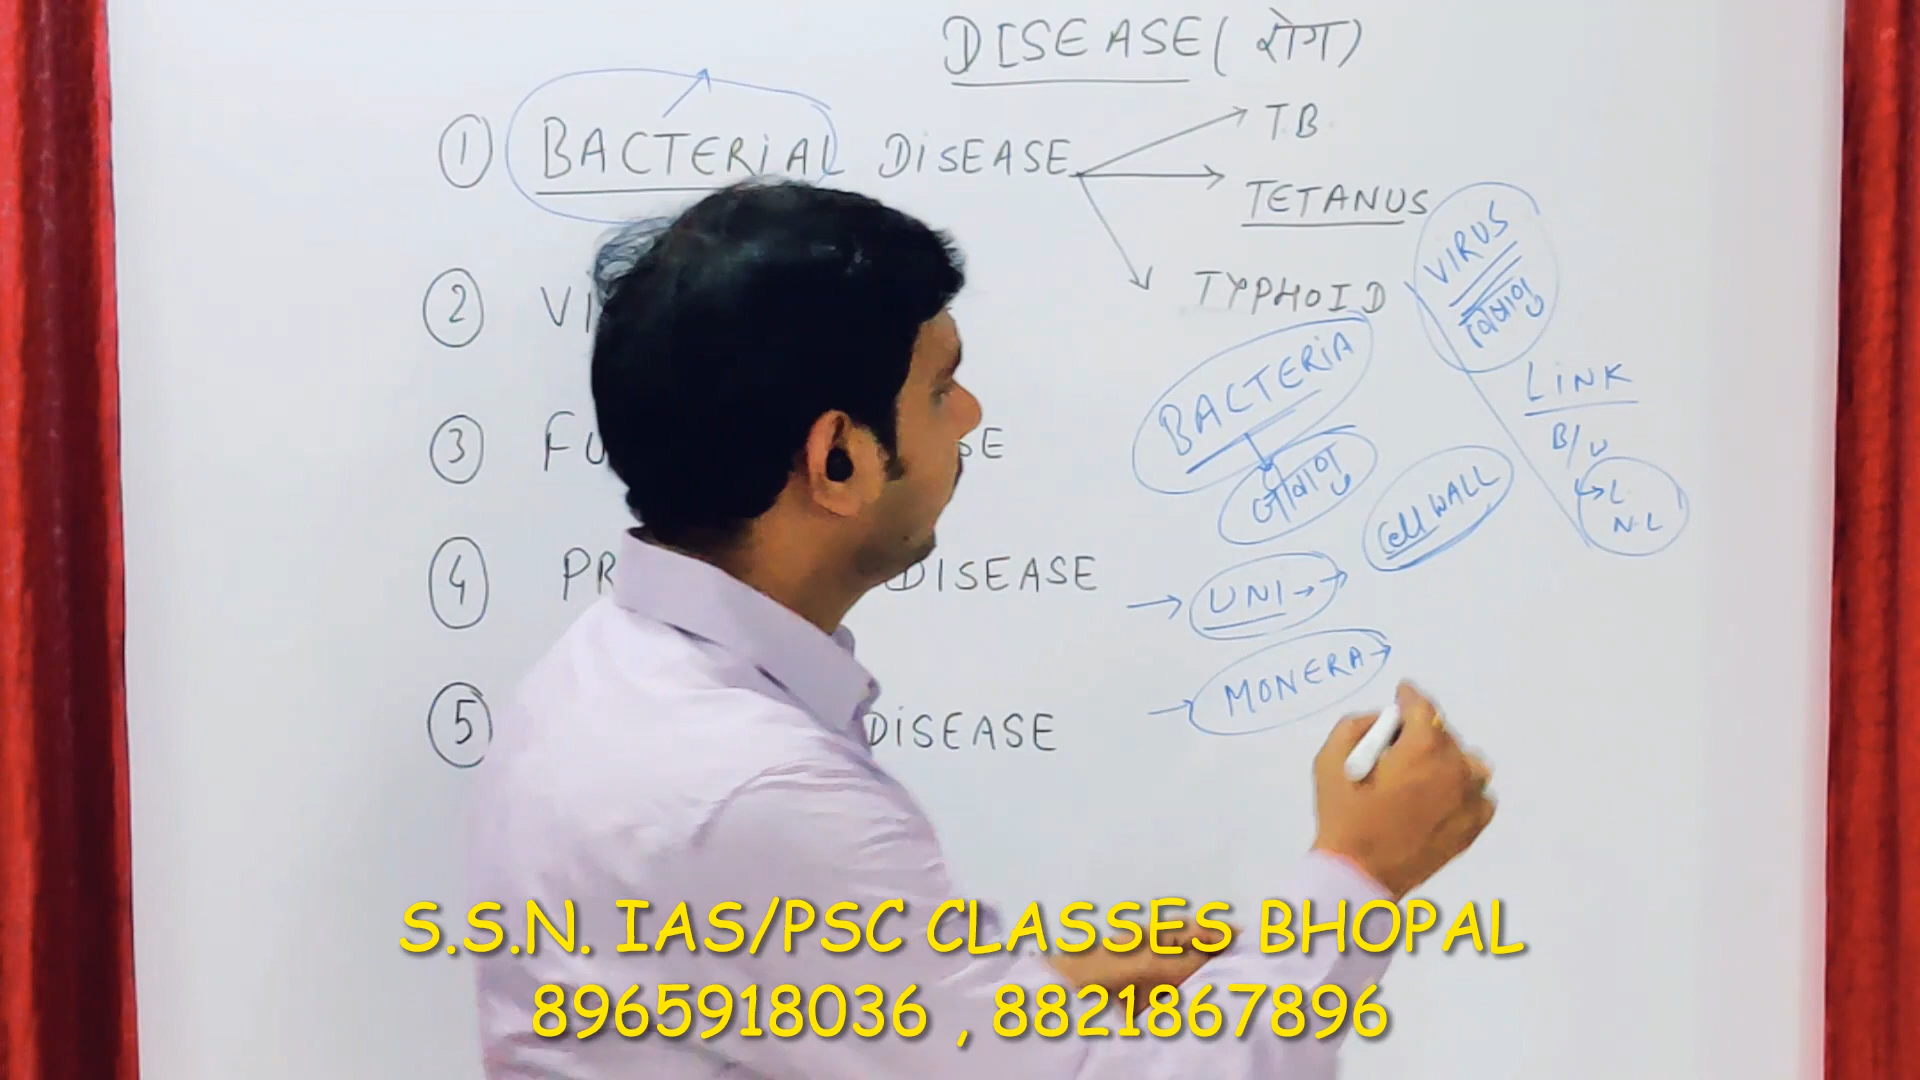 DISEASE (रोग)
① BACTERIAL DISEASE
TB
TETANUS
TYPHOID
② VI
③ FU SE
④ PR DISEASE
⑤ DISEASE
VIRUS
विषाणु
BACTERIA
जीवाणु
LINK
B/V
L
N.L
Cell WALL
UNI
MONERA
S.S.N. IAS/PSC CLASSES BHOPAL
8965918036 , 8821867896